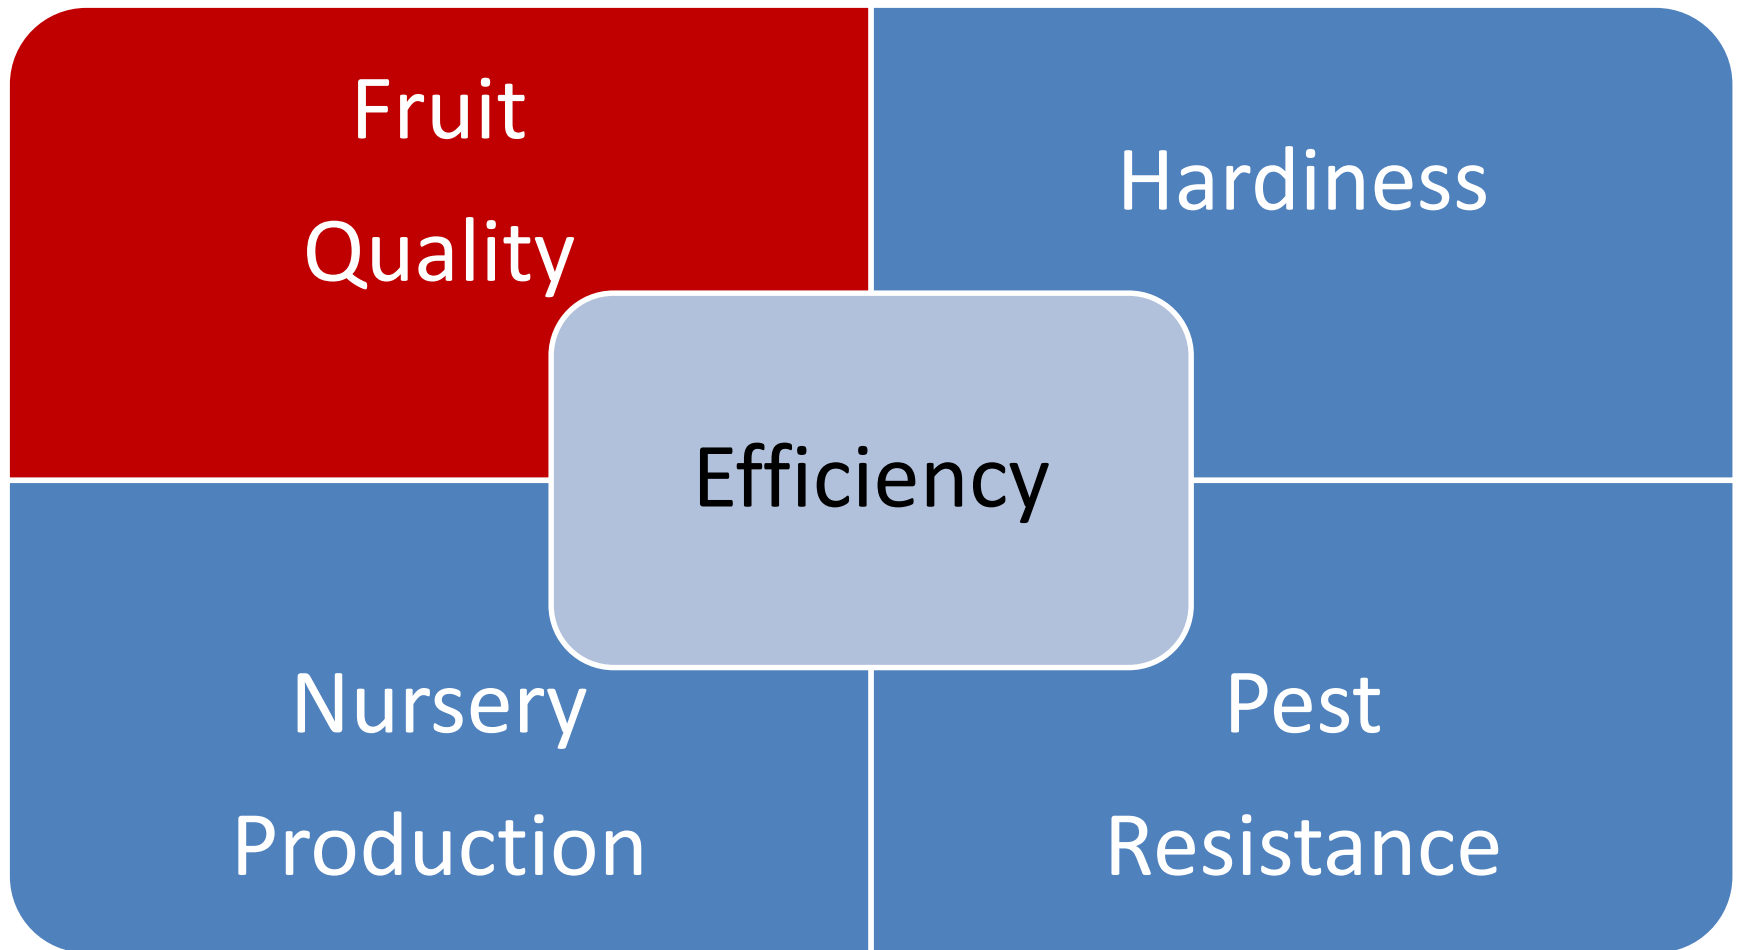 Fruit
Quality
Hardiness
Efficiency
Nursery
Production
Pest
Resistance